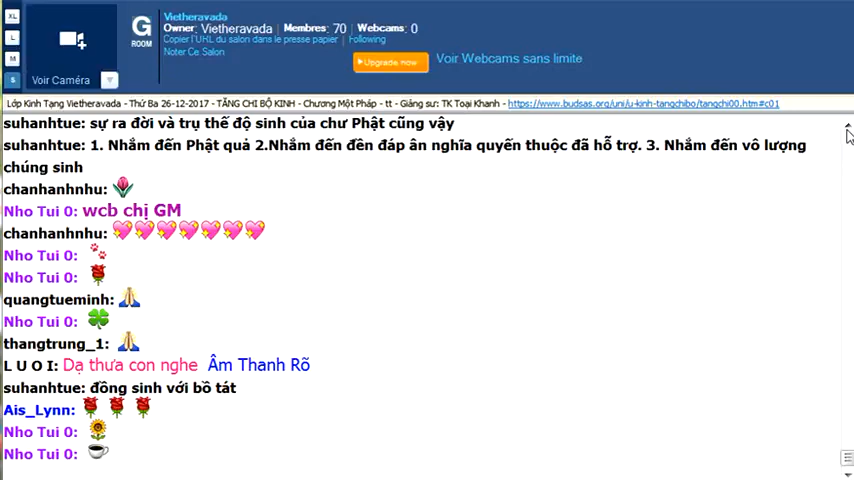 XL
L
M
S
Voir Caméra
G
ROOM
Vietheravada
Owner: Vietheravada Membres: 70 Webcams: 0
Copier l'URL du salon dans le presse papier | Following
Noter Ce Salon
Upgrade now
Voir Webcams sans limite
Lớp Kinh Tạng Vietheravada - Thứ Ba 26-12-2017 - TĂNG CHI BỘ KINH - Chương Một Pháp - tt - Giảng sư: TK Toại Khanh - https://www.budsas.org/uni/u-kinh-tangchibo/tangchi00.htm#c01
suhanhtue: sự ra đời và trụ thế độ sinh của chư Phật cũng vậy
suhanhtue: 1. Nhắm đến Phật quả 2.Nhắm đến đền đáp ân nghĩa quyến thuộc đã hỗ trợ. 3. Nhắm đến vô lượng
chúng sinh
chanhanhnhu:
Nho Tui 0: wcb chị GM
chanhanhnhu:
Nho Tui 0:
Nho Tui 0:
quangtueminh:
Nho Tui 0:
thangtrung_1:
L U O I: Dạ thưa con nghe Âm Thanh Rõ
suhanhtue: đồng sinh với bồ tát
Ais_Lynn:
Nho Tui 0:
Nho Tui 0: